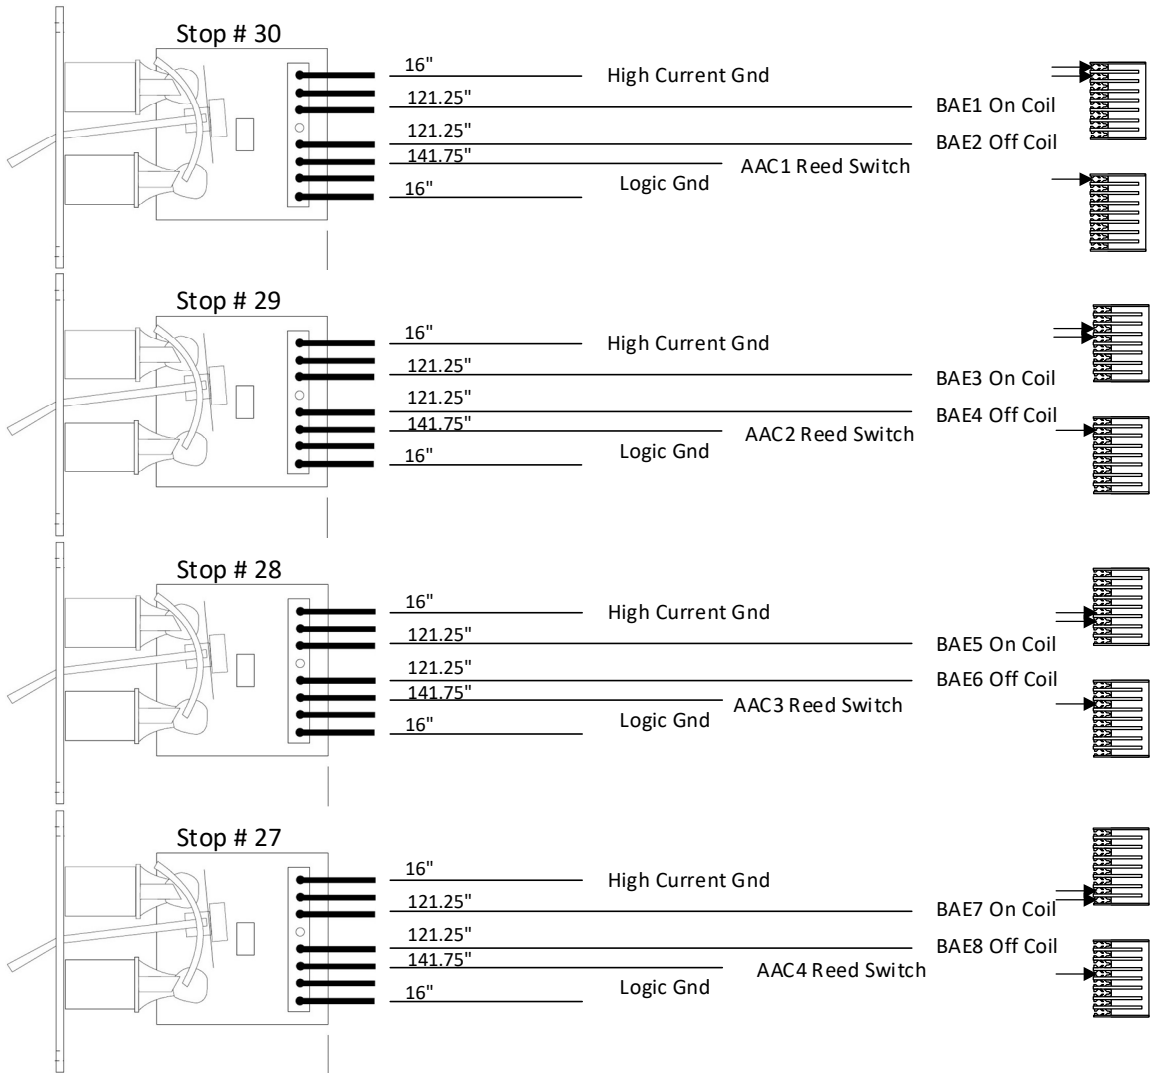 Stop # 30
16"
High Current Gnd
121.25"
BAE1 On Coil
121.25"
BAE2 Off Coil
141.75"
AAC1 Reed Switch
Logic Gnd
16"
Stop # 29
16"
High Current Gnd
121.25"
BAE3 On Coil
121.25"
BAE4 Off Coil
141.75"
AAC2 Reed Switch
Logic Gnd
16"
Stop # 28
16"
High Current Gnd
121.25"
BAE5 On Coil
121.25"
BAE6 Off Coil
141.75"
AAC3 Reed Switch
Logic Gnd
16"
Stop # 27
16"
High Current Gnd
121.25"
BAE7 On Coil
121.25"
BAE8 Off Coil
141.75"
AAC4 Reed Switch
Logic Gnd
16"